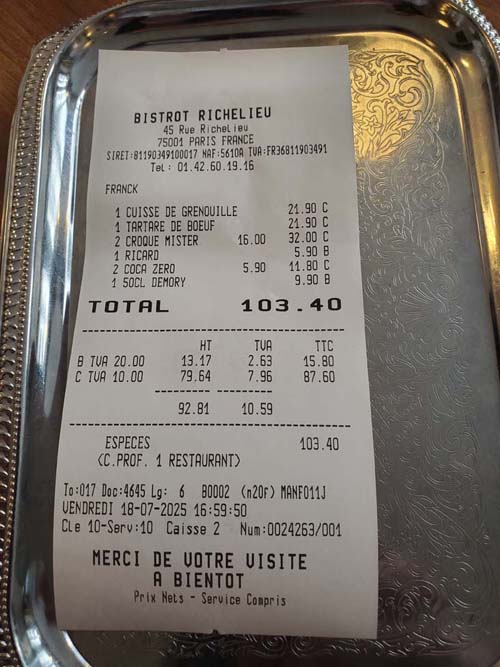 BISTROT RICHELIEU
45 Rue Richelieu
75001 PARIS FRANCE
SIRET:81190349100017 NAF:5610A TVA:FR36811903491
Tel : 01.42.60.19.16
FRANCK
1 CUISSE DE GRENOUILLE 21.90 C
1 TARTARE DE BOEUF 21.90 C
2 CROQUE MISTER 16.00 32.00 C
1 RICARD 5.90 B
2 COCA ZERO 5.90 11.80 C
1 50CL DEMORY 9.90 B
TOTAL 103.40
HT TVA TTC
B TVA 20.00 13.17 2.63 15.80
C TVA 10.00 79.64 7.96 87.60
92.81 10.59
ESPECES 103.40
(C.PROF. 1 RESTAURANT)
To:017 Doc:4645 Lg: 6 B0002 (n20r) MANF011J
VENDREDI 18-07-2025 16:59:50
Cle 10-Serv:10 Caisse 2 Num:0024263/001
MERCI DE VOTRE VISITE
A BIENTOT
Prix Nets - Service Compris